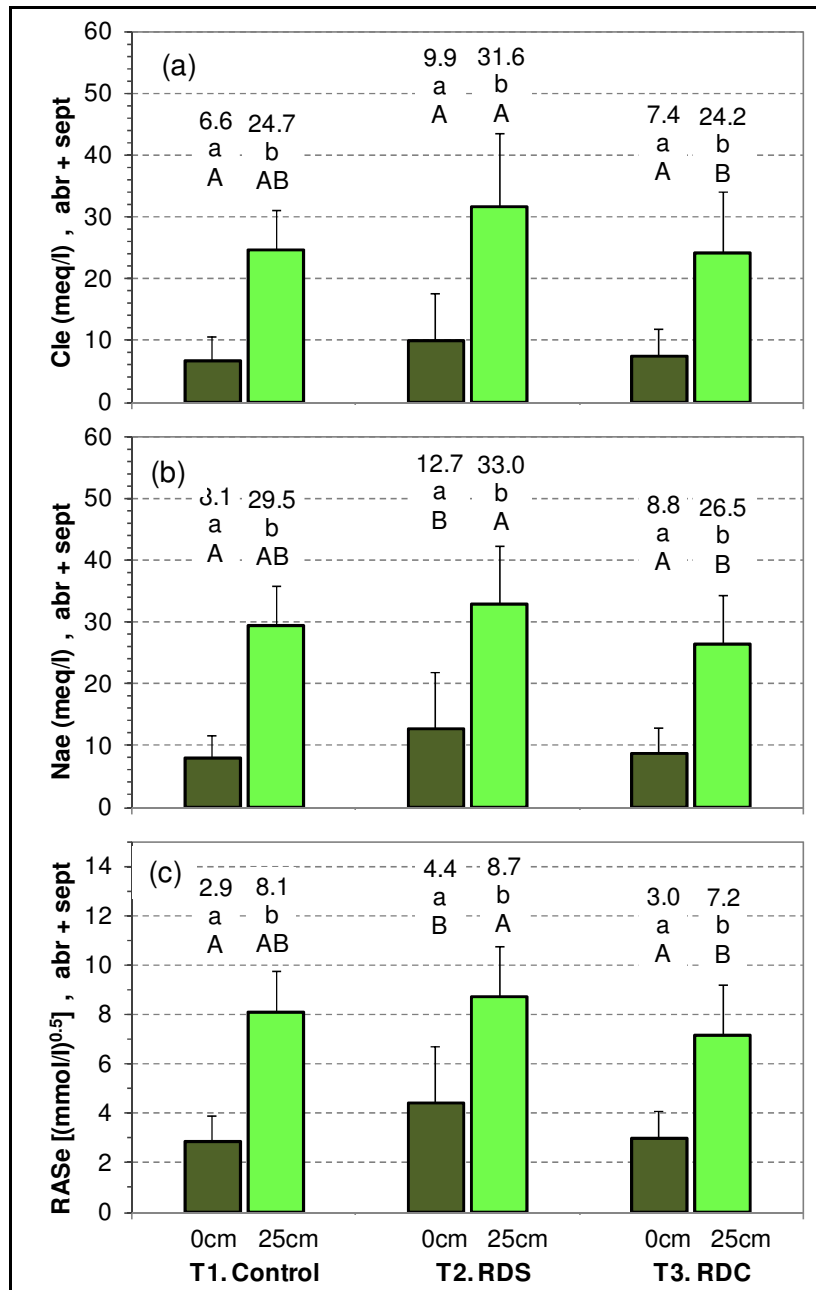 60
50
40
30
20
10
0
Cle (meq/l) , abr + sept
(a)
6.6
a
A
24.7
b
AB
9.9
a
A
31.6
b
A
7.4
a
A
24.2
b
B
60
50
40
30
20
10
0
Nae (meq/l) , abr + sept
(b)
8.1
a
A
29.5
b
AB
12.7
a
B
33.0
b
A
8.8
a
A
26.5
b
B
14
12
10
8
6
4
2
0
RASe [(mmol/l)^0.5] , abr + sept
(c)
2.9
a
A
8.1
b
AB
4.4
a
B
8.7
b
A
3.0
a
A
7.2
b
B
0cm 25cm 0cm 25cm 0cm 25cm
T1. Control T2. RDS T3. RDC